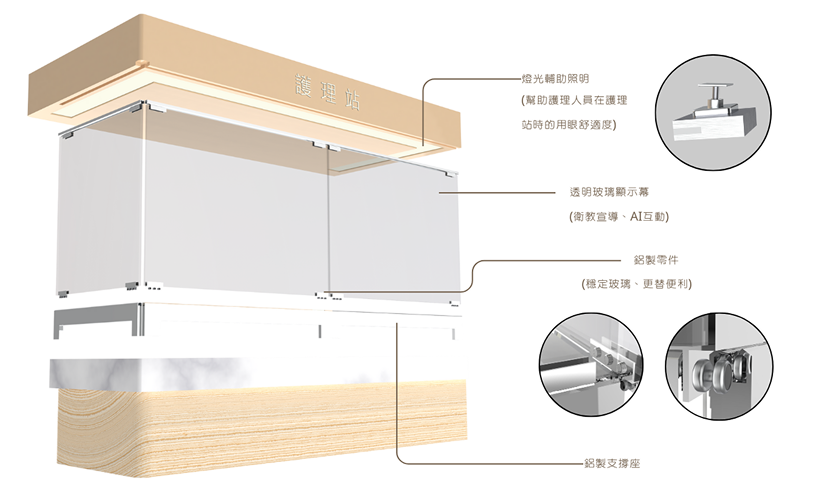 護理站
燈光輔助照明
(幫助護理人員在護理
站時的用眼舒適度)
透明玻璃顯示幕
(衛教宣導、AI互動)
鋁製零件
(穩定玻璃、更替便利)
鋁製支撐座